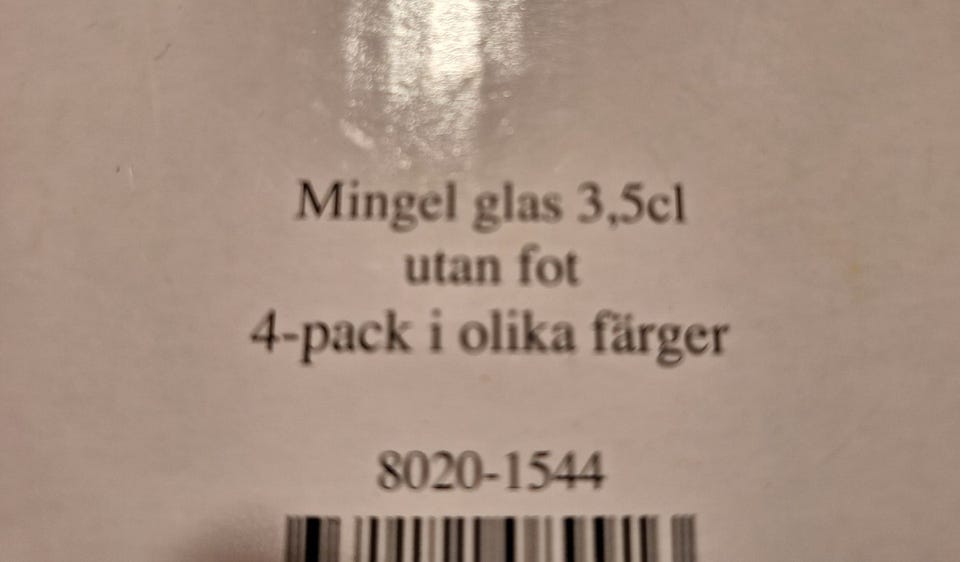 Mingel glas 3,5cl
utan fot
4-pack i olika färger
8020-1544